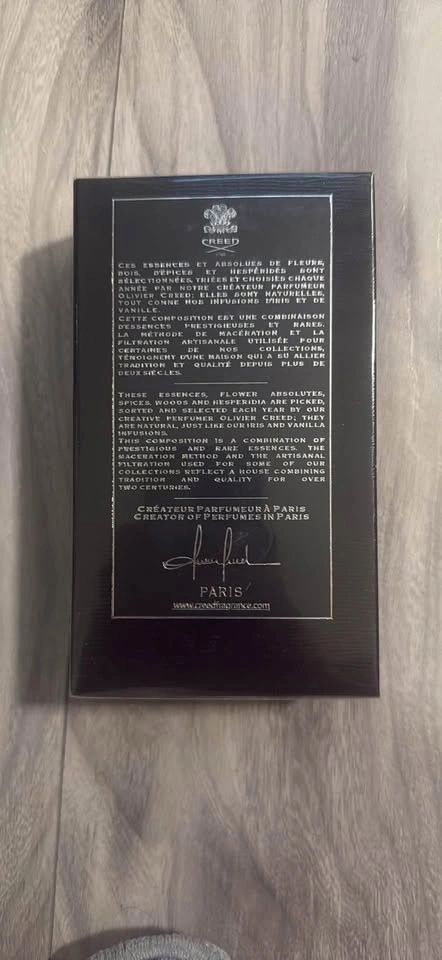 CREED
CES ESSENCES ET ABSOLUES DE FLEURS,
BOIS, D'ÉPICES ET HESPÉRIDÉS SONT
SÉLECTIONNÉES, TRIÉES ET CHOISIES CHAQUE
ANNÉE PAR NOTRE CRÉATEUR PARFUMEUR
OLIVIER CREED; ELLES SONT NATURELLES,
TOUT COMME NOS INFUSIONS D'IRIS ET DE
VANILLE.
CETTE COMPOSITION EST UNE COMBINAISON
D'ESSENCES PRESTIGIEUSES ET RARES.
LA MÉTHODE DE MACÉRATION ET LA
FILTRATION ARTISANALE UTILISÉE POUR
CERTAINES DE NOS COLLECTIONS,
TÉMOIGNENT D'UNE MAISON QUI A SU ALLIER
TRADITION ET QUALITÉ DEPUIS PLUS DE
DEUX SIÈCLES.
THESE ESSENCES, FLOWER ABSOLUTES,
SPICES, WOODS AND HESPERIDIA ARE PICKED,
SORTED AND SELECTED EACH YEAR BY OUR
CREATIVE PERFUMER OLIVIER CREED; THEY
ARE NATURAL, JUST LIKE OUR IRIS AND VANILLA
INFUSIONS.
THIS COMPOSITION IS A COMBINATION OF
PRESTIGIOUS AND RARE ESSENCES. THE
MACERATION METHOD AND THE ARTISANAL
FILTRATION USED FOR SOME OF OUR
COLLECTIONS REFLECT A HOUSE COMBINING
TRADITION AND QUALITY FOR OVER
TWO CENTURIES.
CRÉATEUR PARFUMEUR À PARIS
CREATOR OF PERFUMES IN PARIS
PARIS
www.creedfragrance.com